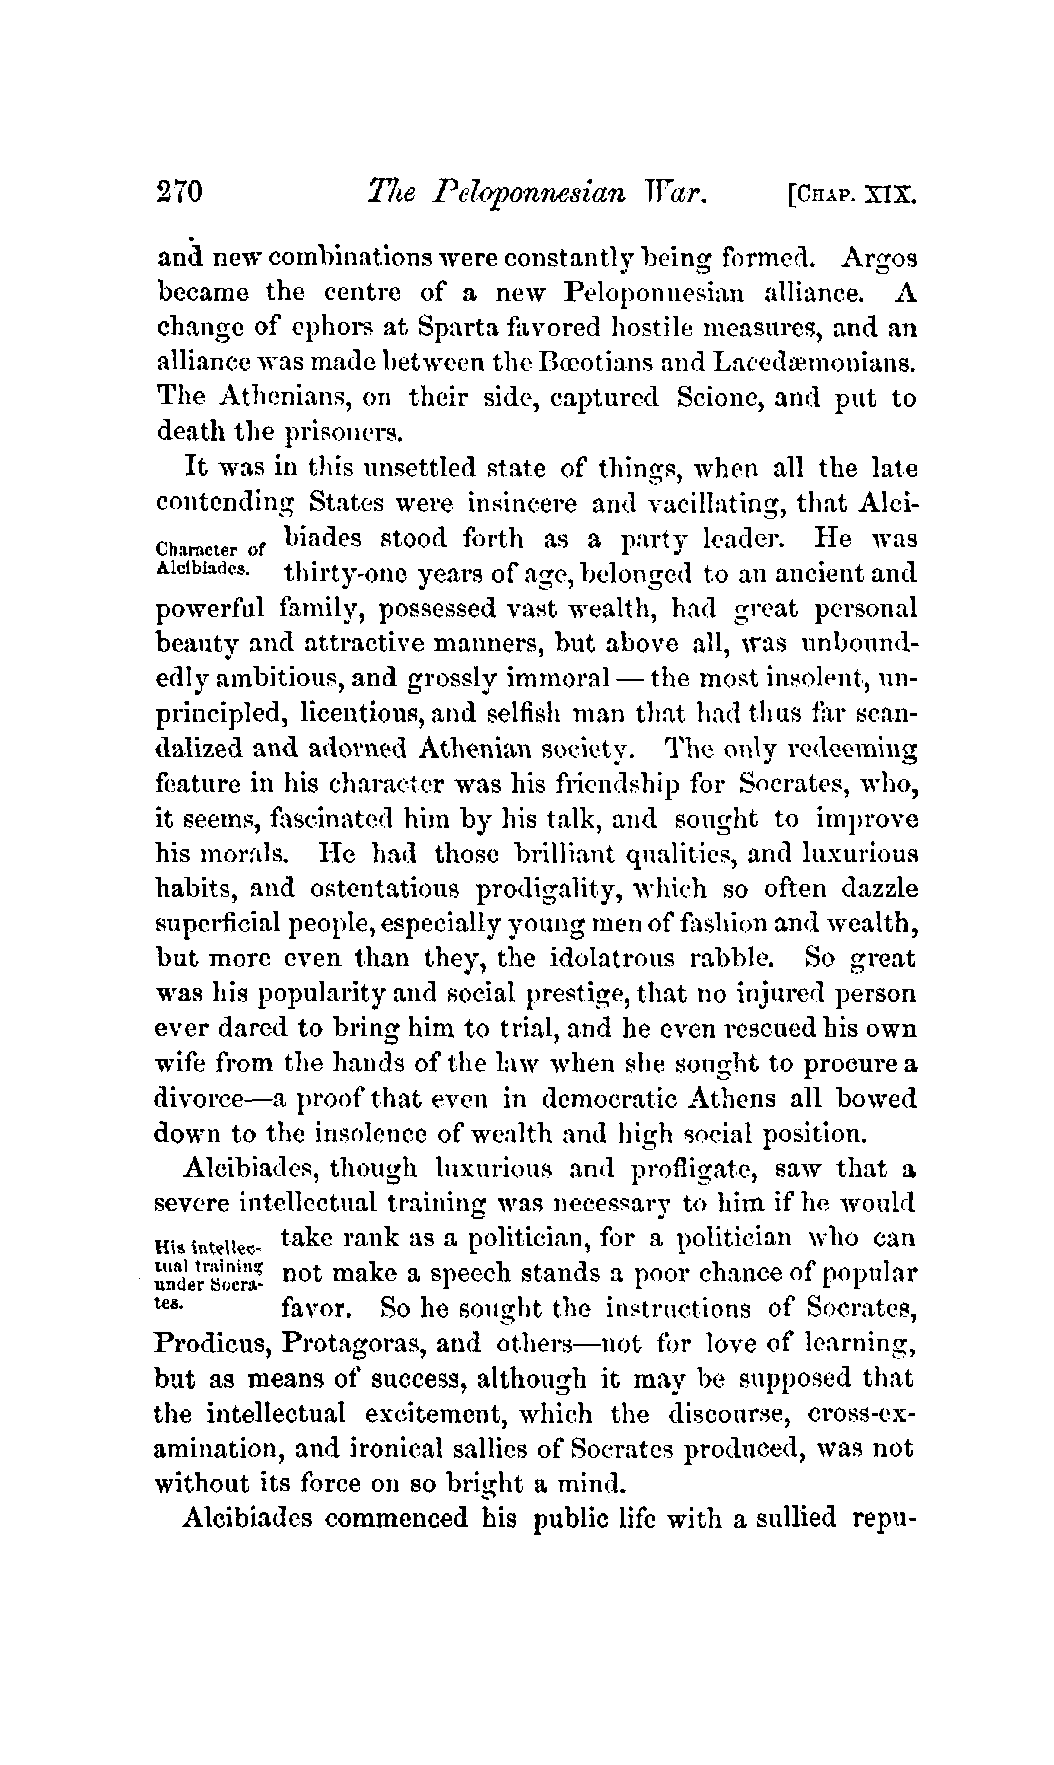 270 The Peloponnesian War. [CHAP. XIX.
and new combinations were constantly being formed. Argos
became the centre of a new Peloponnesian alliance. A
change of ephors at Sparta favored hostile measures, and an
alliance was made between the Bœotians and Lacedæmonians.
The Athenians, on their side, captured Scione, and put to
death the prisoners.
It was in this unsettled state of things, when all the late
contending States were insincere and vacillating, that Alci-
Character of
Alcibiades.
biades stood forth as a party leader. He was
thirty-one years of age, belonged to an ancient and
powerful family, possessed vast wealth, had great personal
beauty and attractive manners, but above all, was unbound-
edly ambitious, and grossly immoral — the most insolent, un-
principled, licentious, and selfish man that had thus far scan-
dalized and adorned Athenian society. The only redeeming
feature in his character was his friendship for Socrates, who,
it seems, fascinated him by his talk, and sought to improve
his morals. He had those brilliant qualities, and luxurious
habits, and ostentatious prodigality, which so often dazzle
superficial people, especially young men of fashion and wealth,
but more even than they, the idolatrous rabble. So great
was his popularity and social prestige, that no injured person
ever dared to bring him to trial, and he even rescued his own
wife from the hands of the law when she sought to procure a
divorce—a proof that even in democratic Athens all bowed
down to the insolence of wealth and high social position.
Alcibiades, though luxurious and profligate, saw that a
severe intellectual training was necessary to him if he would
His intellec-
tual training
under Socra-
tes.
take rank as a politician, for a politician who can
not make a speech stands a poor chance of popular
favor. So he sought the instructions of Socrates,
Prodicus, Protagoras, and others—not for love of learning,
but as means of success, although it may be supposed that
the intellectual excitement, which the discourse, cross-ex-
amination, and ironical sallies of Socrates produced, was not
without its force on so bright a mind.
Alcibiades commenced his public life with a sullied repu-